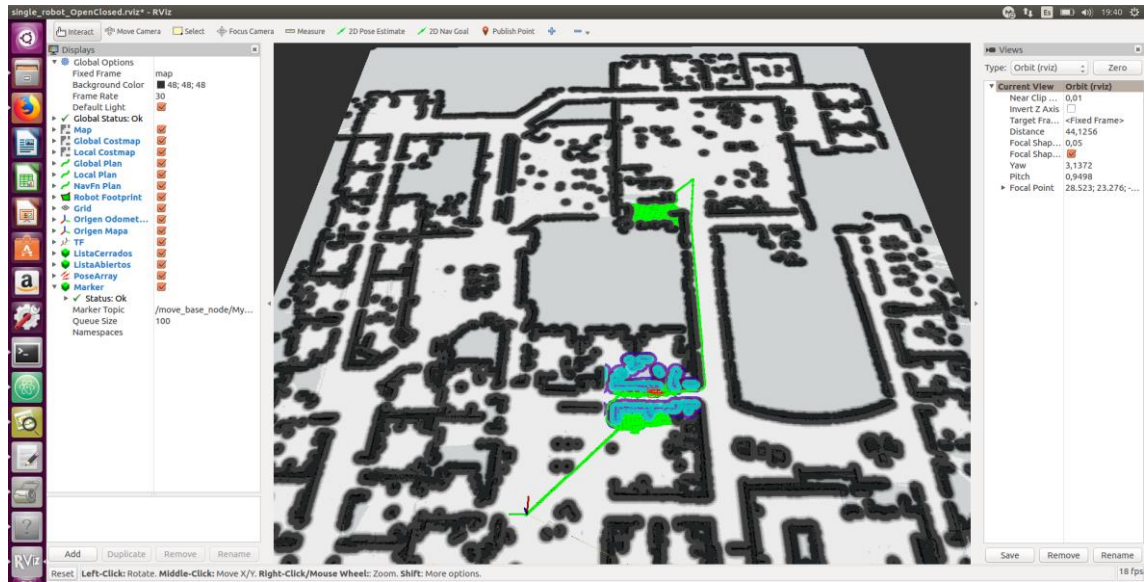 single_robot_OpenClosed.rviz* - RViz
Es 19:40
Interact Move Camera Select Focus Camera Measure 2D Pose Estimate 2D Nav Goal Publish Point
Displays
Global Options
Fixed Frame map
Background Color 48; 48; 48
Frame Rate 30
Default Light
Global Status: Ok
Map
Global Costmap
Local Costmap
Global Plan
Local Plan
NavFn Plan
Robot Footprint
Grid
Origen Odomet...
Origen Mapa
TF
ListaCerrados
ListaAbiertos
PoseArray
Marker
Status: Ok
Marker Topic /move_base_node/My...
Queue Size 100
Namespaces
Add Duplicate Remove Rename
Reset Left-Click: Rotate. Middle-Click: Move X/Y. Right-Click/Mouse Wheel:: Zoom. Shift: More options.
Views
Type: Orbit (rviz) Zero
Current View Orbit (rviz)
Near Clip ... 0,01
Invert Z Axis
Target Fra... <Fixed Frame>
Distance 44,1256
Focal Shap... 0,05
Focal Shap...
Yaw 3,1372
Pitch 0,9498
Focal Point 28.523; 23.276; -...
Save Remove Rename
18 fps
RViz